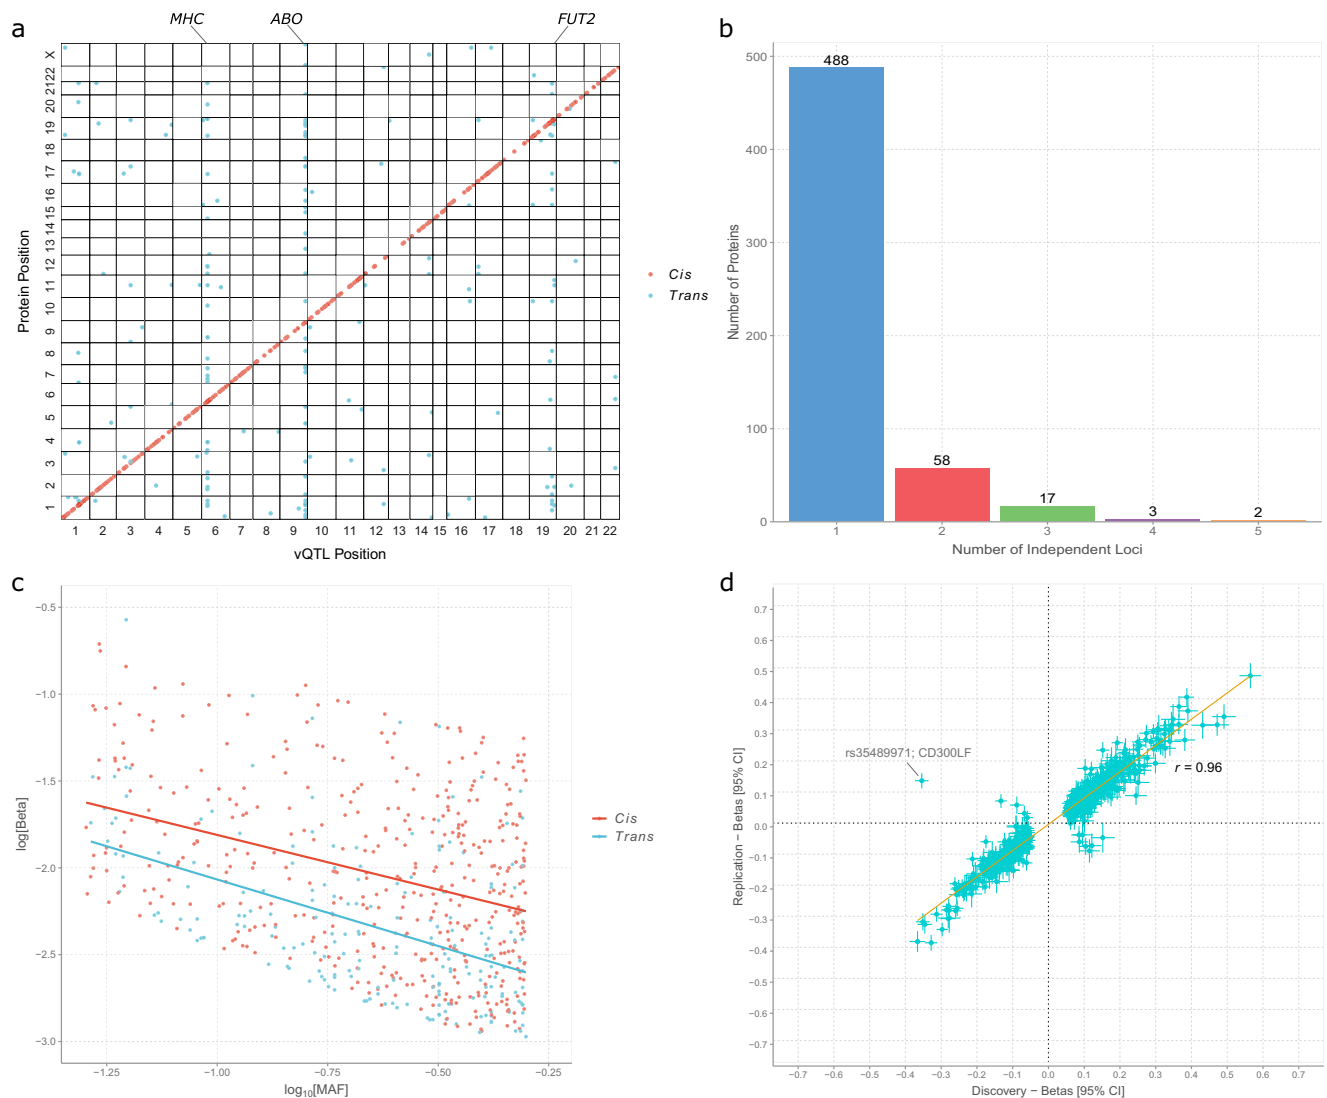 a
MHC
ABO
FUT2
Protein Position
X
2122
20
19
18
17
16
15
14
13
12
11
10
9
8
7
6
5
4
3
2
1
1 2 3 4 5 6 7 8 9 10 11 12 13 14 15 16 17 18 19 20 21 22
vQTL Position
Cis
Trans
b
Number of Proteins
500
400
300
200
100
0
488
58
17
3
2
1 2 3 4 5
Number of Independent Loci
c
log[Beta]
−0.5
−1.0
−1.5
−2.0
−2.5
−3.0
−1.25 −1.00 −0.75 −0.50 −0.25
log10[MAF]
Cis
Trans
d
Replication − Betas [95% CI]
0.7
0.6
0.5
0.4
0.3
0.2
0.1
0.0
−0.1
−0.2
−0.3
−0.4
−0.5
−0.6
−0.7
rs35489971; CD300LF
r = 0.96
−0.7 −0.6 −0.5 −0.4 −0.3 −0.2 −0.1 0.0 0.1 0.2 0.3 0.4 0.5 0.6 0.7
Discovery − Betas [95% CI]